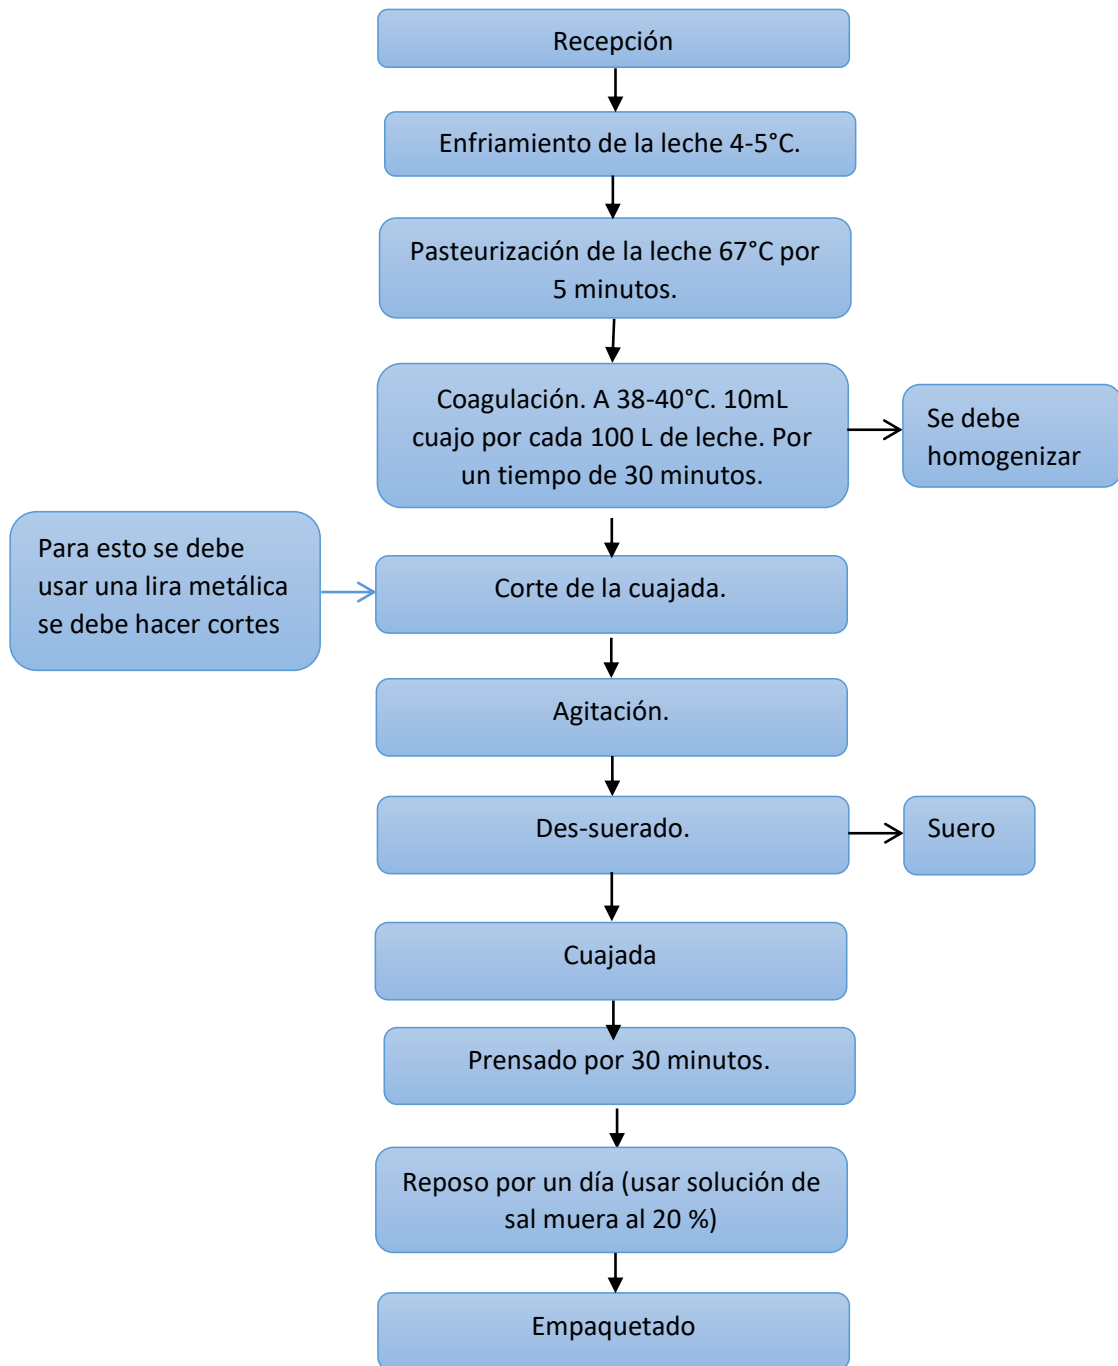 Recepción
Enfriamiento de la leche 4-5°C.
Pasteurización de la leche 67°C por
5 minutos.
Coagulación. A 38-40°C. 10mL
cuajo por cada 100 L de leche. Por
un tiempo de 30 minutos.
Se debe
homogenizar
Para esto se debe
usar una lira metálica
se debe hacer cortes
Corte de la cuajada.
Agitación.
Des-suerado.
Suero
Cuajada
Prensado por 30 minutos.
Reposo por un día (usar solución de
sal muera al 20 %)
Empaquetado